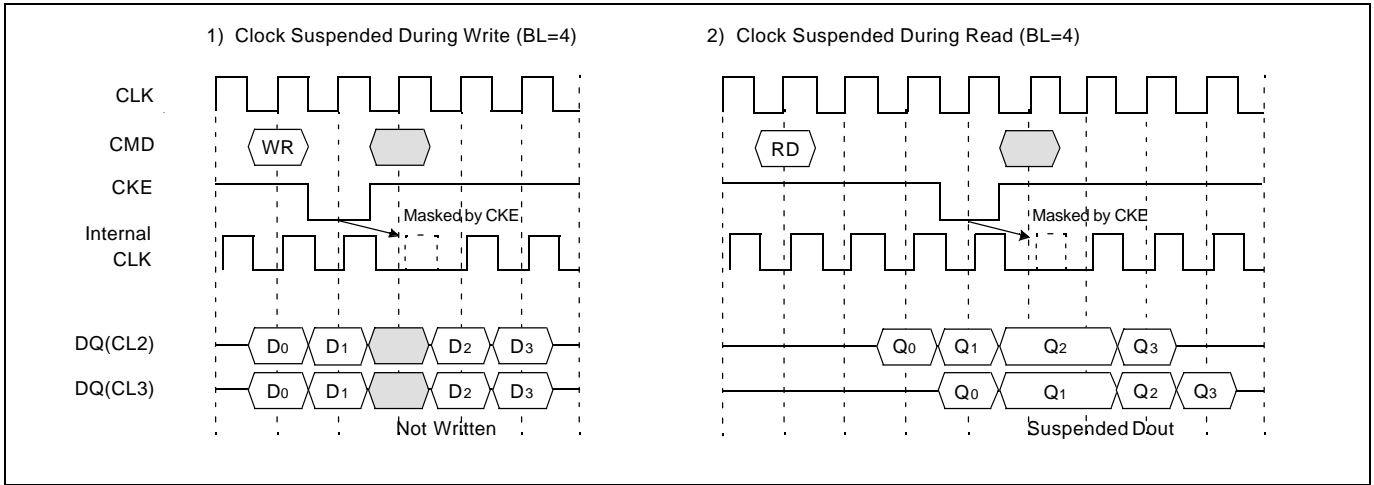 1) Clock Suspended During Write (BL=4)
2) Clock Suspended During Read (BL=4)
CLK
CMD
WR
RD
CKE
Masked by CKE
Masked by CKE
Internal
CLK
DQ(CL2)
D0 D1 D2 D3
Q0 Q1 Q2 Q3
DQ(CL3)
D0 D1 D2 D3
Q0 Q1 Q2 Q3
Not Written
Suspended Dout